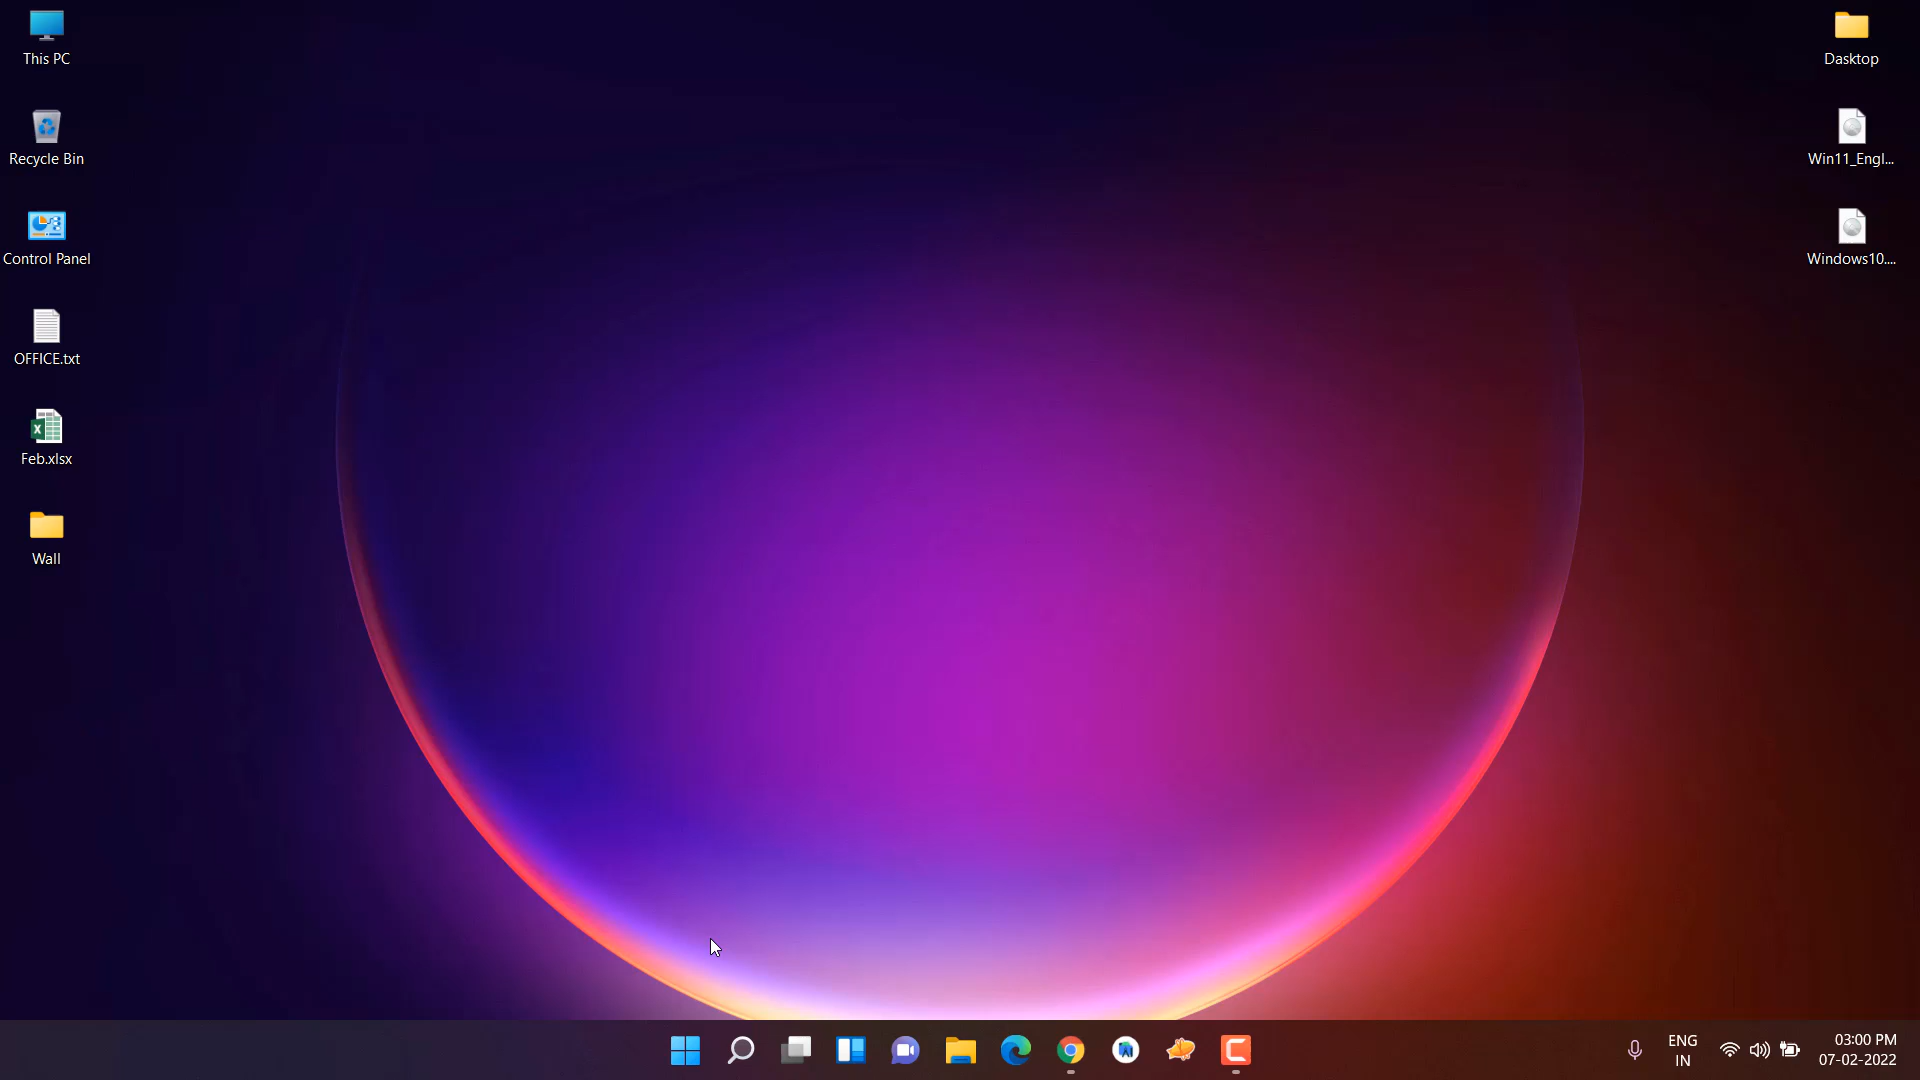 This PC
Recycle Bin
Control Panel
OFFICE.txt
Feb.xlsx
Wall
Dasktop
Win11_Engl...
Windows10....
ENG
IN
03:00 PM
07-02-2022